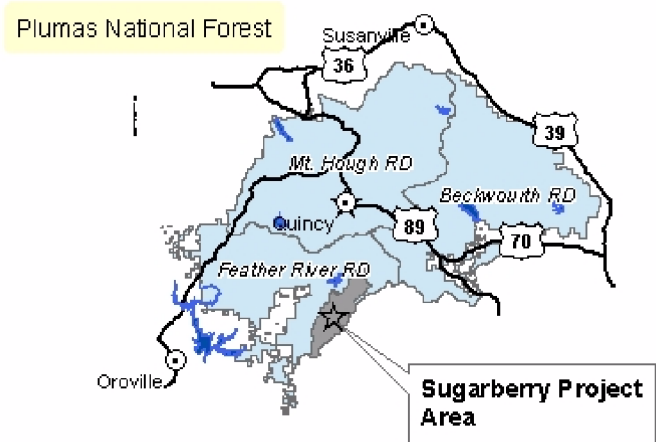 Plumas National Forest
Susanville
36
39
Mt. Hough RD
Beckwourth RD
Quincy
89
70
Feather River RD
Oroville
Sugarberry Project
Area